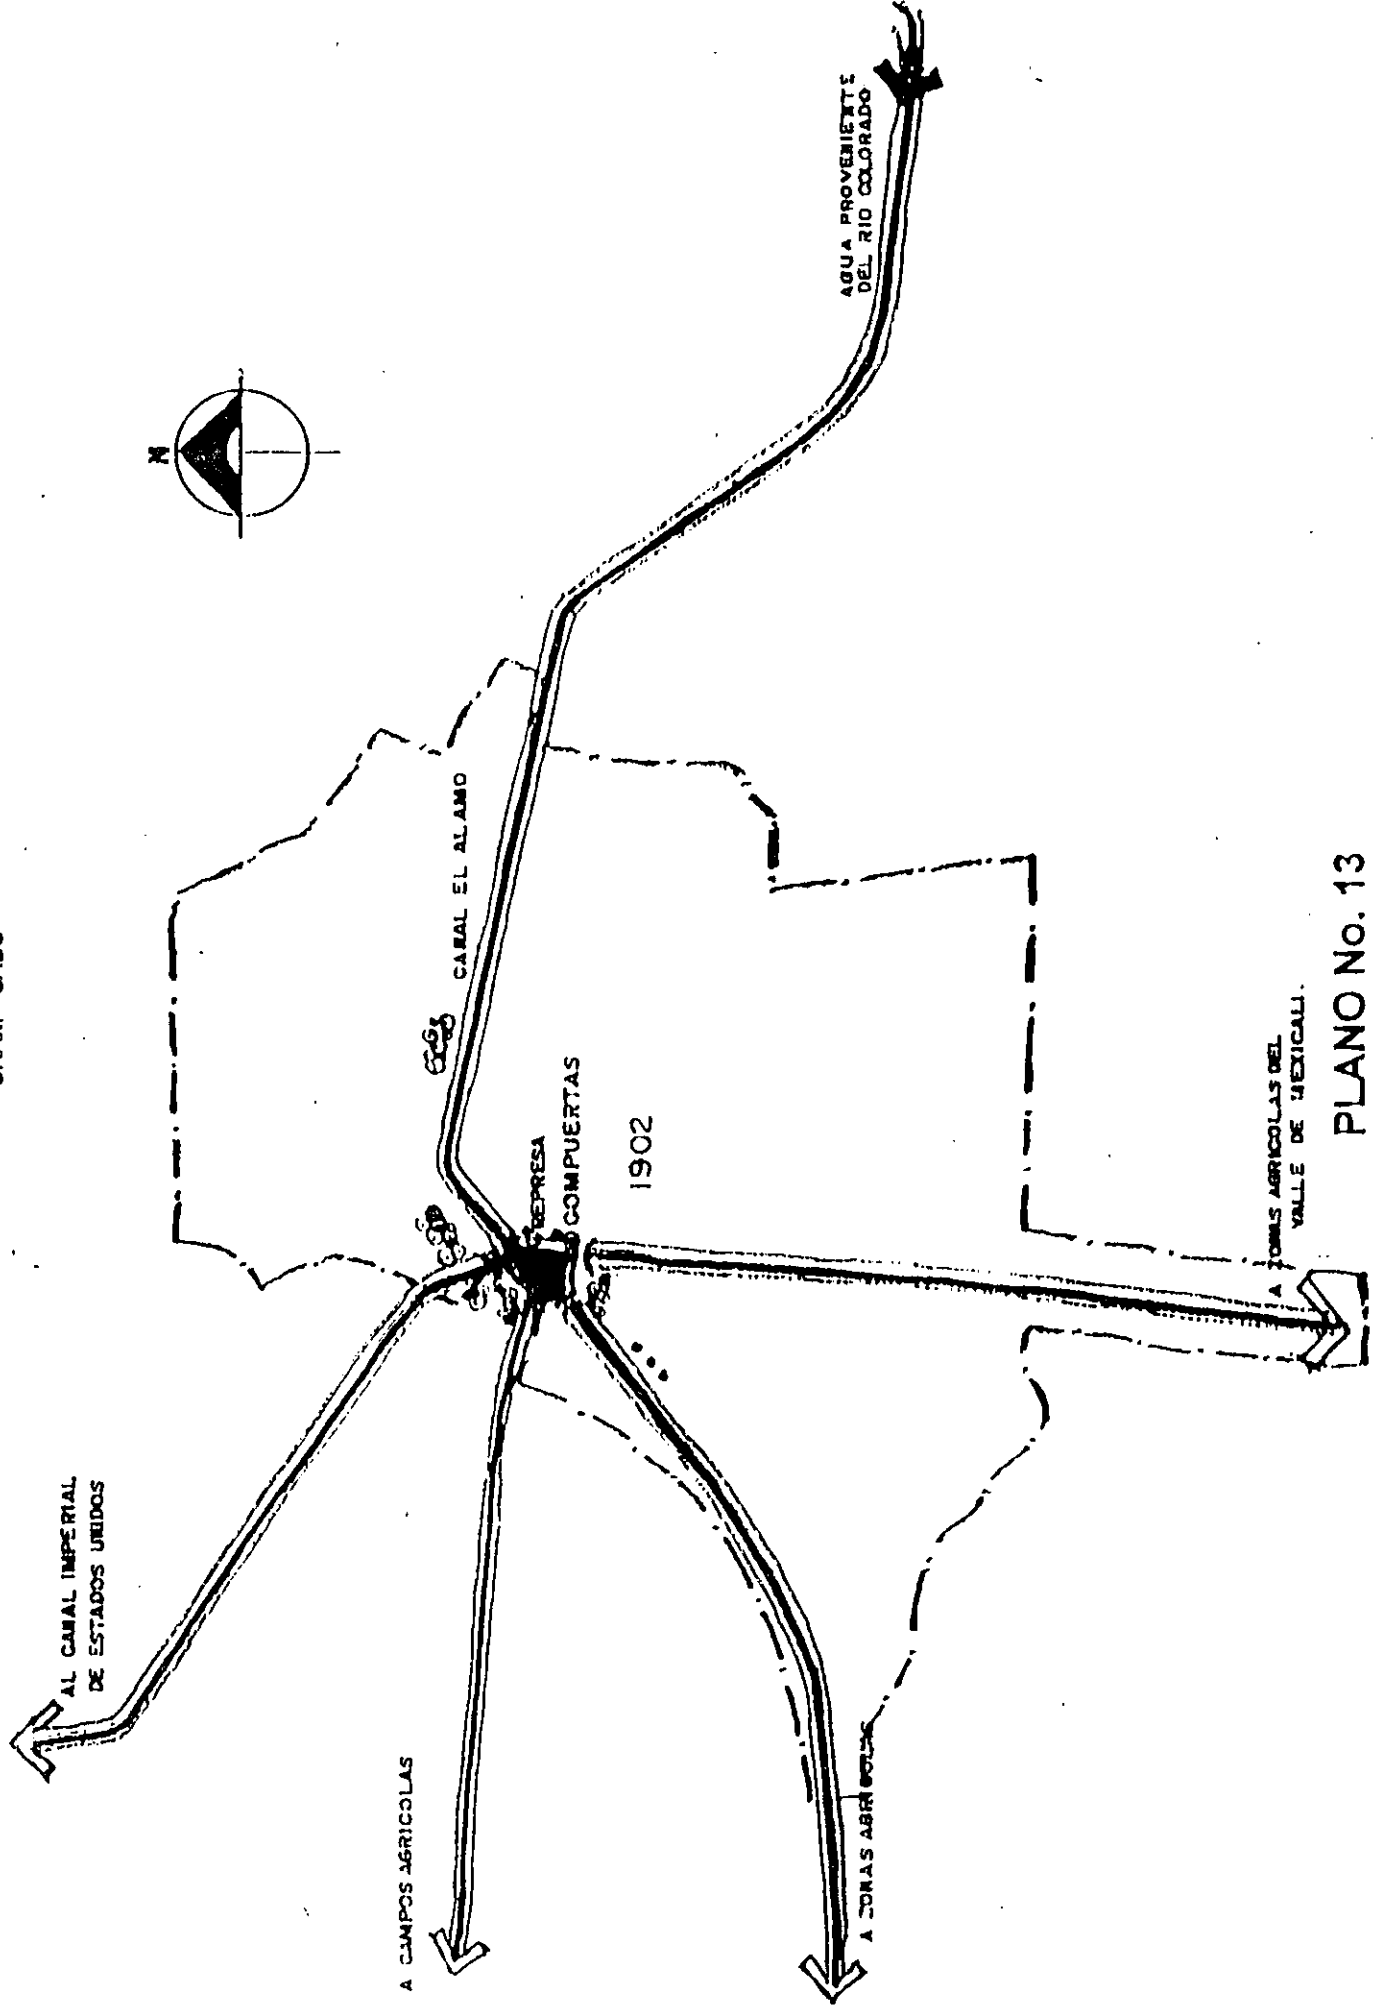 N
AGUA PROVENIENTE
DEL RIO COLORADO
CANAL EL ALAMO
REPRESA
COMPUERTAS
1902
AL CANAL IMPERIAL
DE ESTADOS UNIDOS
A CAMPOS AGRICOLAS
A ZONAS AGRICOLAS
A ZONAS AGRICOLAS DEL
VALLE DE MEXICALI.
PLANO No. 13